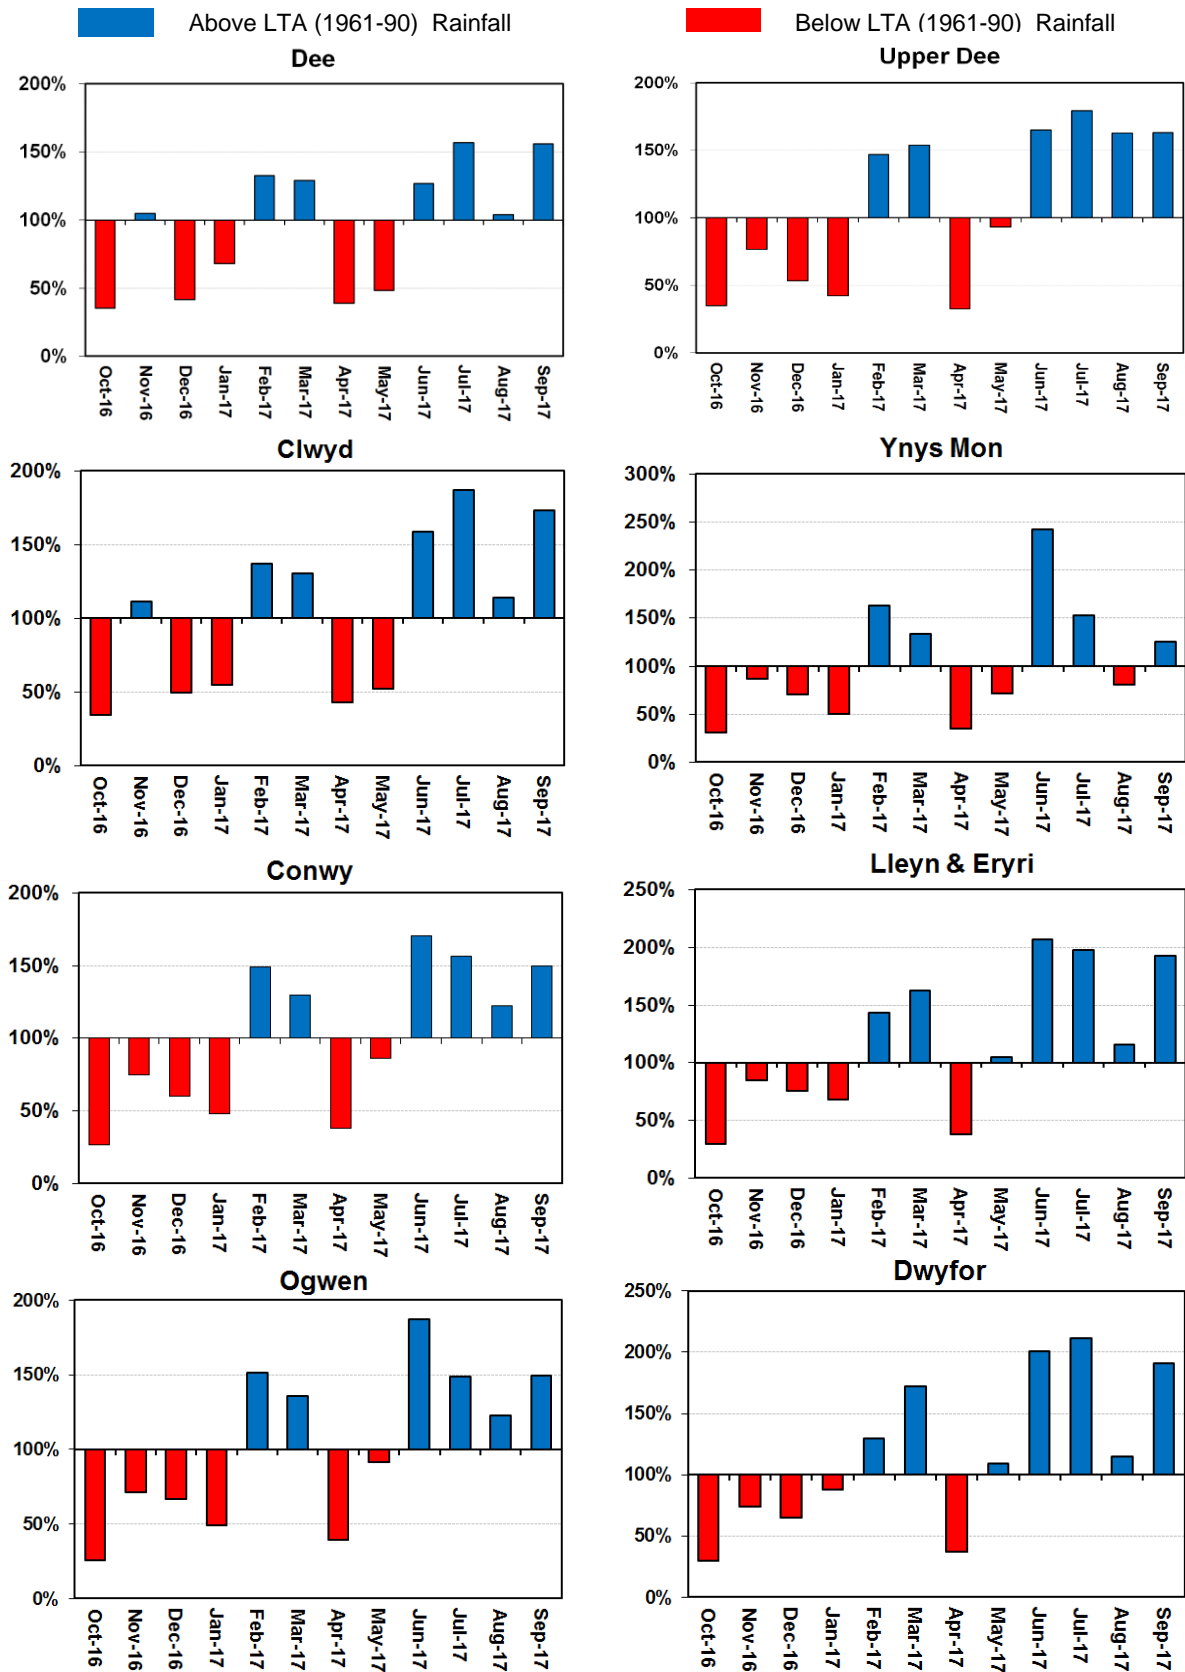 Above LTA (1961-90) Rainfall
Below LTA (1961-90) Rainfall
Dee
200%
150%
100%
50%
0%
Oct-16
Nov-16
Dec-16
Jan-17
Feb-17
Mar-17
Apr-17
May-17
Jun-17
Jul-17
Aug-17
Sep-17
Upper Dee
200%
150%
100%
50%
0%
Oct-16
Nov-16
Dec-16
Jan-17
Feb-17
Mar-17
Apr-17
May-17
Jun-17
Jul-17
Aug-17
Sep-17
Clwyd
200%
150%
100%
50%
0%
Oct-16
Nov-16
Dec-16
Jan-17
Feb-17
Mar-17
Apr-17
May-17
Jun-17
Jul-17
Aug-17
Sep-17
Ynys Mon
300%
250%
200%
150%
100%
50%
0%
Oct-16
Nov-16
Dec-16
Jan-17
Feb-17
Mar-17
Apr-17
May-17
Jun-17
Jul-17
Aug-17
Sep-17
Conwy
200%
150%
100%
50%
0%
Oct-16
Nov-16
Dec-16
Jan-17
Feb-17
Mar-17
Apr-17
May-17
Jun-17
Jul-17
Aug-17
Sep-17
Lleyn & Eryri
250%
200%
150%
100%
50%
0%
Oct-16
Nov-16
Dec-16
Jan-17
Feb-17
Mar-17
Apr-17
May-17
Jun-17
Jul-17
Aug-17
Sep-17
Ogwen
200%
150%
100%
50%
0%
Oct-16
Nov-16
Dec-16
Jan-17
Feb-17
Mar-17
Apr-17
May-17
Jun-17
Jul-17
Aug-17
Sep-17
Dwyfor
250%
200%
150%
100%
50%
0%
Oct-16
Nov-16
Dec-16
Jan-17
Feb-17
Mar-17
Apr-17
May-17
Jun-17
Jul-17
Aug-17
Sep-17